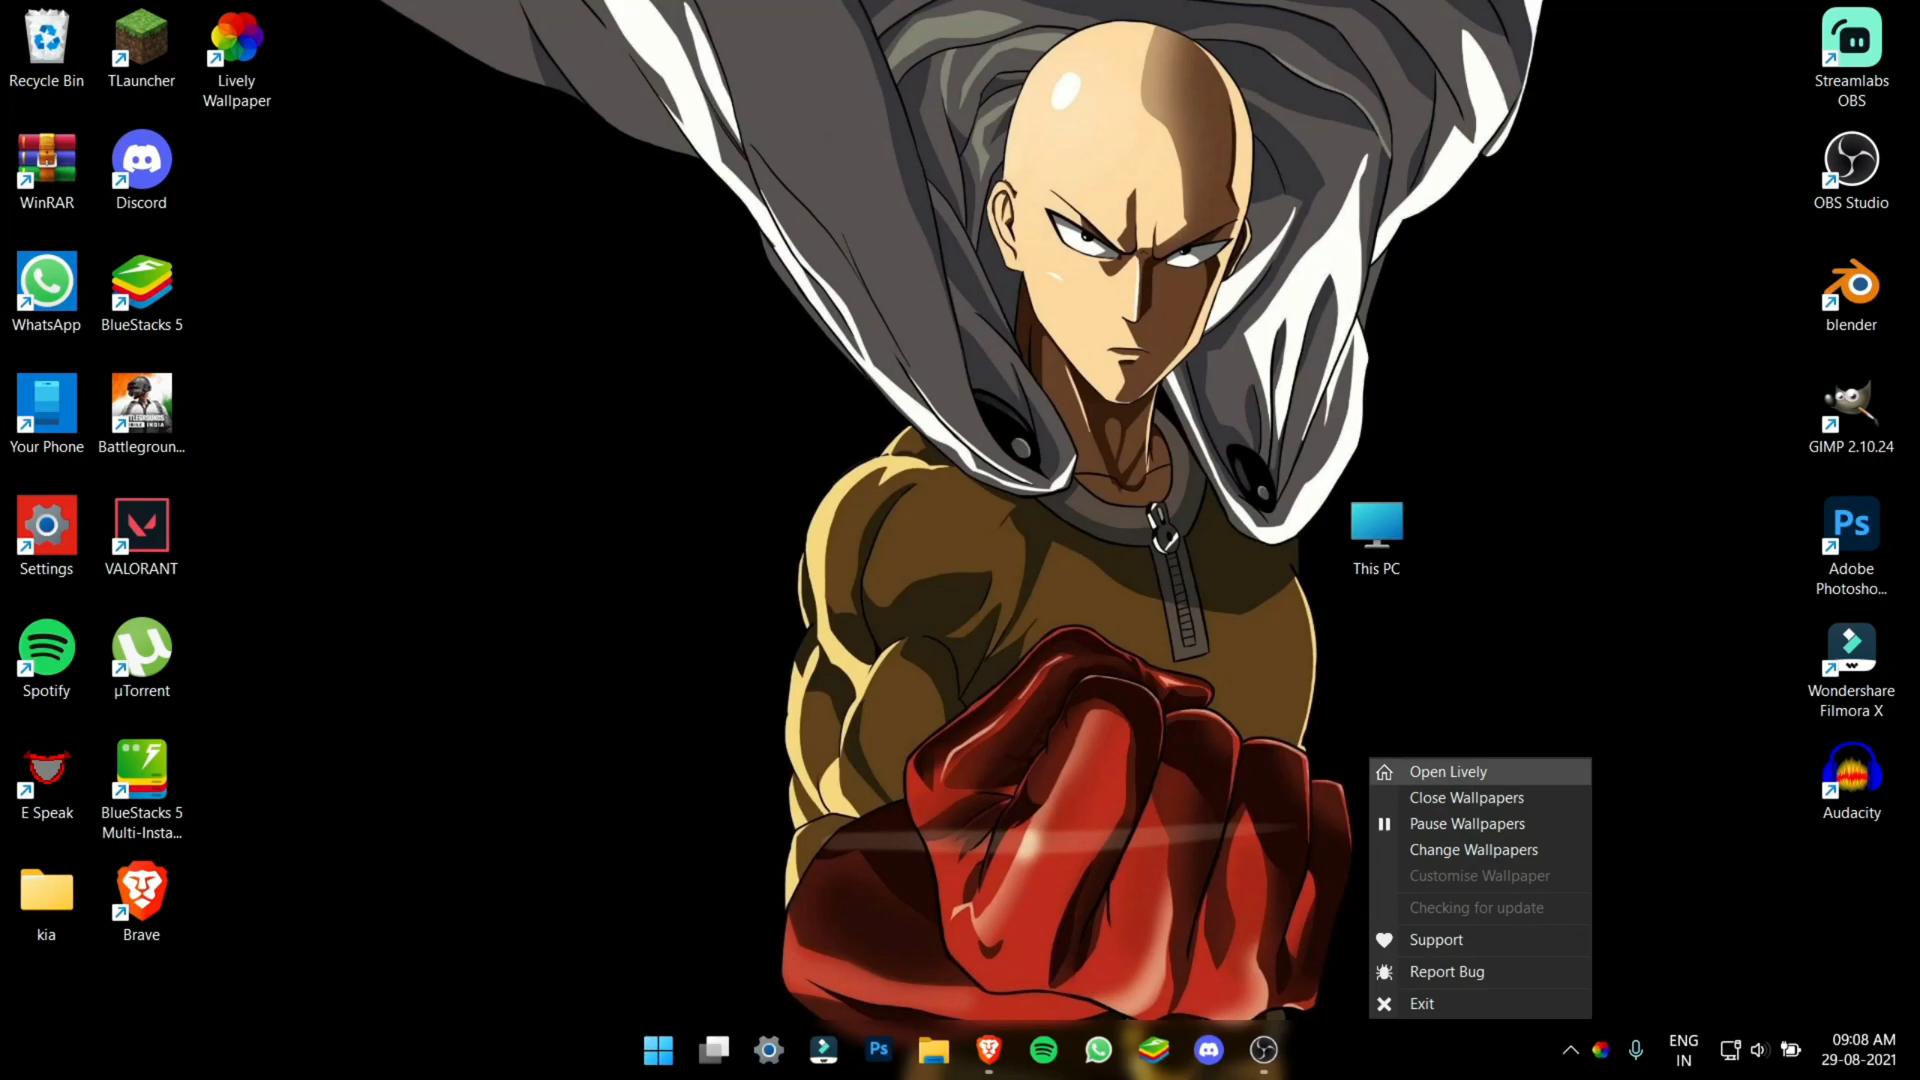 Recycle Bin
TLauncher
Lively
Wallpaper
WinRAR
Discord
WhatsApp
BlueStacks 5
Your Phone
Battlegroun...
Settings
VALORANT
Spotify
µTorrent
E Speak
BlueStacks 5
Multi-Insta...
kia
Brave
This PC
Streamlabs
OBS
OBS Studio
blender
GIMP 2.10.24
Ps
Adobe
Photosho...
Wondershare
Filmora X
Audacity
Open Lively
Close Wallpapers
Pause Wallpapers
Change Wallpapers
Customise Wallpaper
Checking for update
Support
Report Bug
Exit
Ps
ENG
IN
09:08 AM
29-08-2021